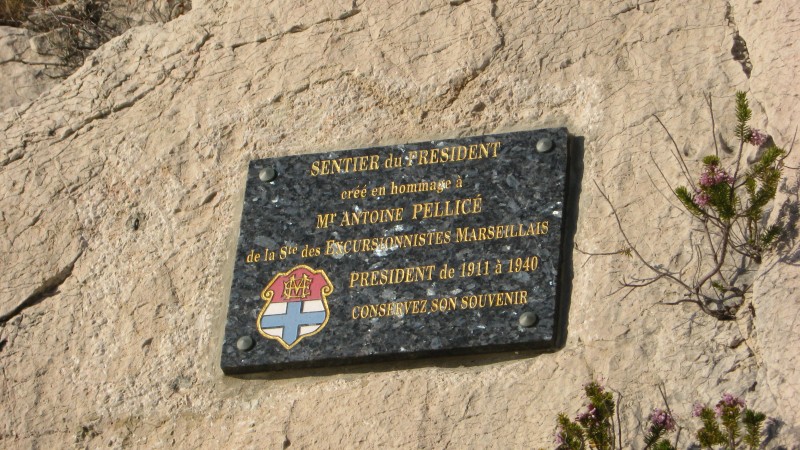 SENTIER du PRESIDENT
créé en hommage à
Mr ANTOINE PELLICÉ
de la Sté des EXCURSIONNISTES MARSEILLAIS
PRESIDENT de 1911 à 1940
CONSERVEZ SON SOUVENIR